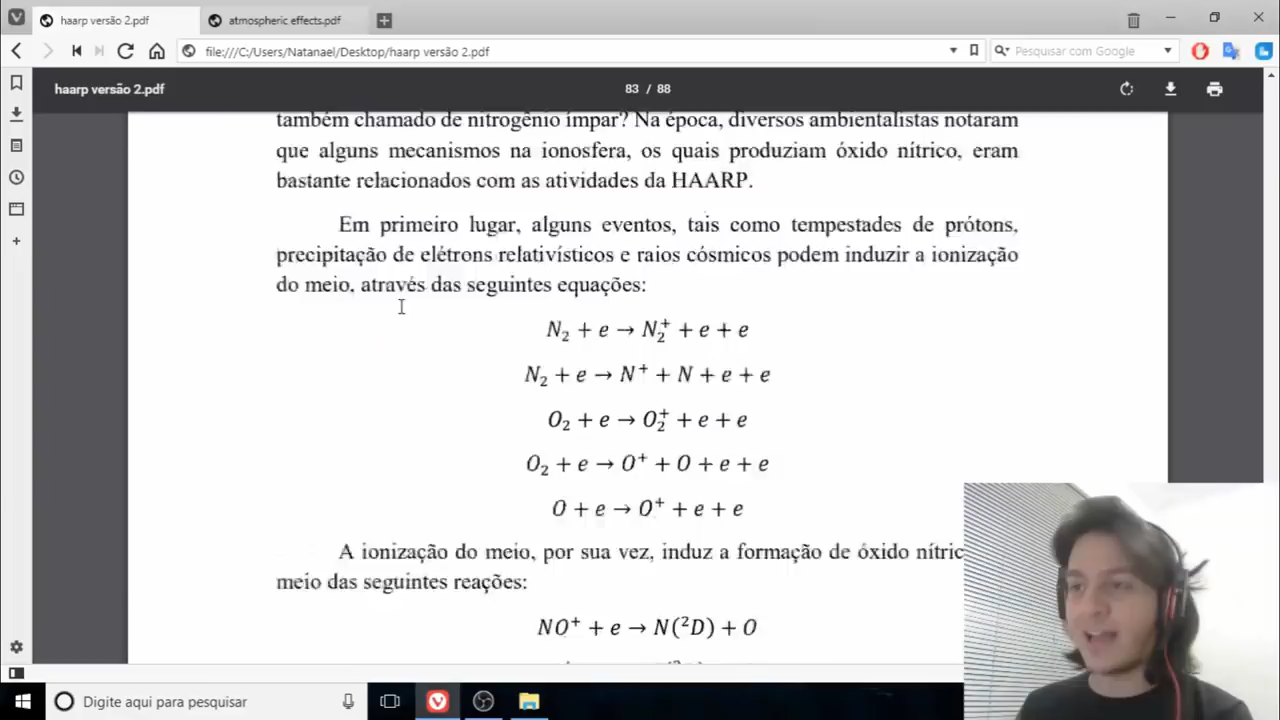 haarp versão 2.pdf
atmospheric effects.pdf
file:///C:/Users/Natanael/Desktop/haarp versão 2.pdf
Pesquisar com Google
haarp versão 2.pdf
83 / 88
também chamado de nitrogênio ímpar? Na época, diversos ambientalistas notaram
que alguns mecanismos na ionosfera, os quais produziam óxido nítrico, eram
bastante relacionados com as atividades da HAARP.
Em primeiro lugar, alguns eventos, tais como tempestades de prótons,
precipitação de elétrons relativísticos e raios cósmicos podem induzir a ionização
do meio, através das seguintes equações:
N₂ + e → N₂⁺ + e + e
N₂ + e → N⁺ + N + e + e
O₂ + e → O₂⁺ + e + e
O₂ + e → O⁺ + O + e + e
O + e → O⁺ + e + e
A ionização do meio, por sua vez, induz a formação de óxido nítric
meio das seguintes reações:
NO⁺ + e → N(²D) + O
Digite aqui para pesquisar